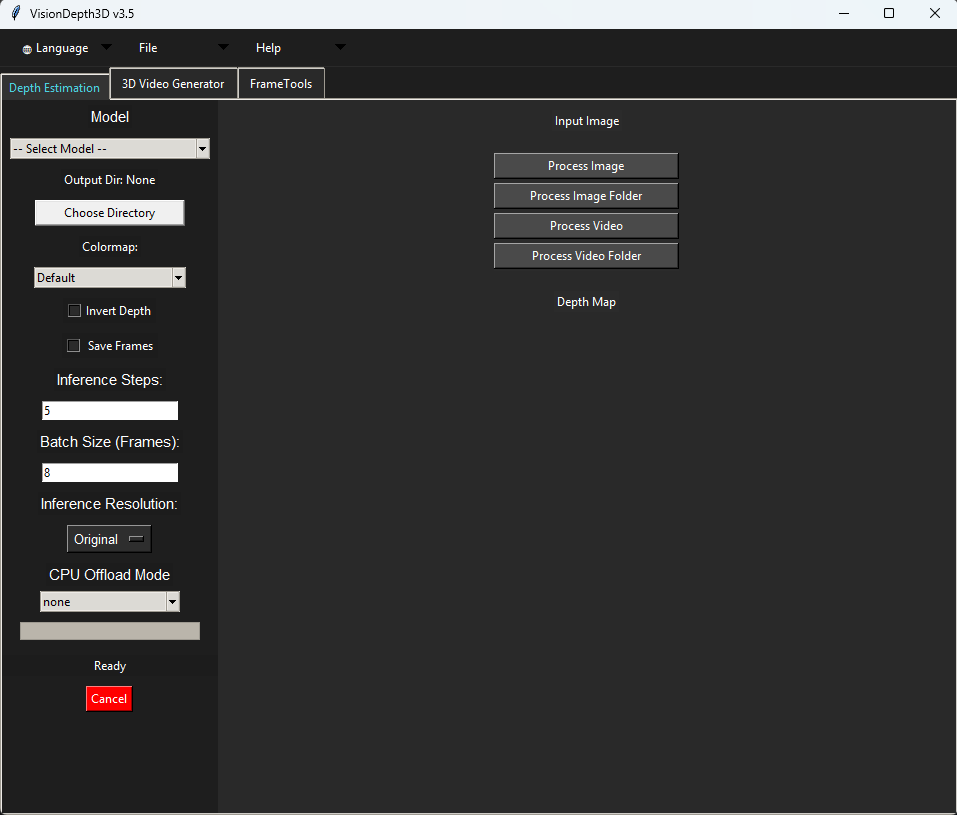 VisionDepth3D v3.5
Language File Help
Depth Estimation 3D Video Generator FrameTools
Model
-- Select Model --
Output Dir: None
Choose Directory
Colormap:
Default
Invert Depth
Save Frames
Inference Steps:
5
Batch Size (Frames):
8
Inference Resolution:
Original
CPU Offload Mode
none
Ready
Cancel
Input Image
Process Image
Process Image Folder
Process Video
Process Video Folder
Depth Map